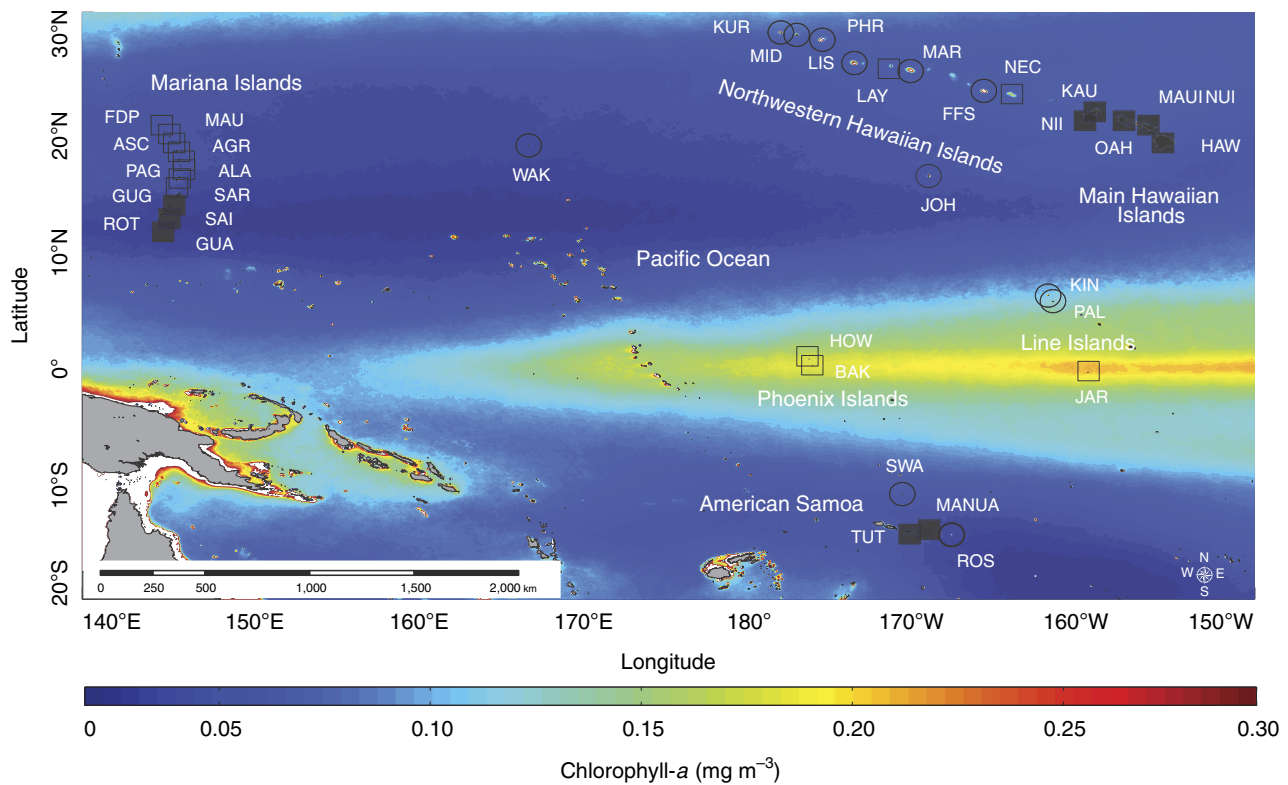 30°N
20°N
10°N
0°
10°S
20°S
Latitude
Mariana Islands
FDP
MAU
ASC
AGR
PAG
ALA
GUG
SAR
ROT
SAI
GUA
WAK
KUR
PHR
MID
LIS
MAR
LAY
NEC
FFS
Northwestern Hawaiian Islands
JOH
KAU
MAUI NUI
NII
OAH
HAW
Main Hawaiian
Islands
Pacific Ocean
KIN
PAL
Line Islands
HOW
BAK
JAR
Phoenix Islands
SWA
American Samoa
MANUA
TUT
ROS
N
W E
S
0 250 500 1,000 1,500 2,000 km
140°E 150°E 160°E 170°E 180° 170°W 160°W 150°W
Longitude
0 0.05 0.10 0.15 0.20 0.25 0.30
Chlorophyll-a (mg m⁻³)